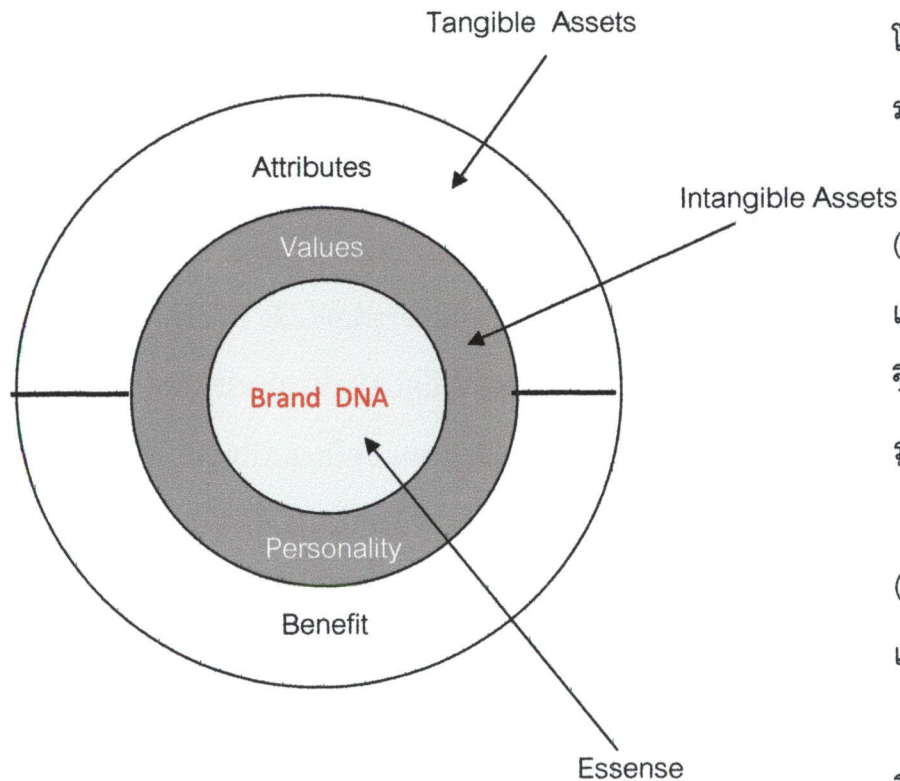 Tangible Assets
Attributes
Intangible Assets
Values
Brand DNA
Personality
Benefit
Essense